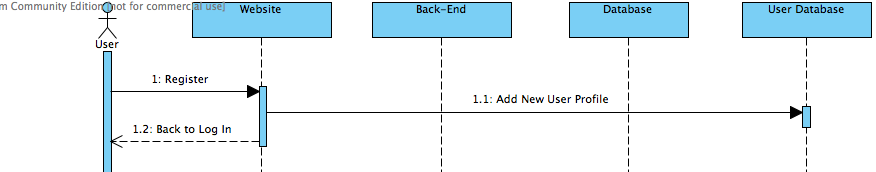 m Community Edition [not for commercial use]
Website
Back-End
Database
User Database
User
1: Register
1.1: Add New User Profile
1.2: Back to Log In